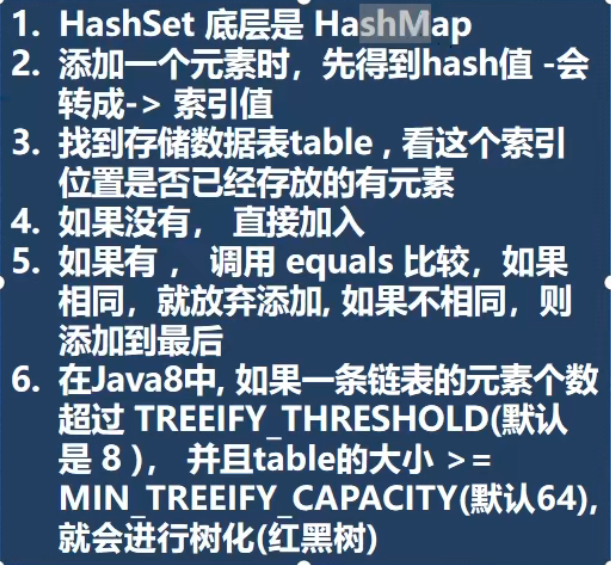 1. HashSet 底层是 HashMap
2. 添加一个元素时，先得到hash值 -会
转成-> 索引值
3. 找到存储数据表table , 看这个索引
位置是否已经存放的有元素
4. 如果没有， 直接加入
5. 如果有 ， 调用 equals 比较，如果
相同，就放弃添加, 如果不相同，则
添加到最后
6. 在Java8中, 如果一条链表的元素个数
超过 TREEIFY_THRESHOLD(默认
是 8 )， 并且table的大小 >=
MIN_TREEIFY_CAPACITY(默认64),
就会进行树化(红黑树)